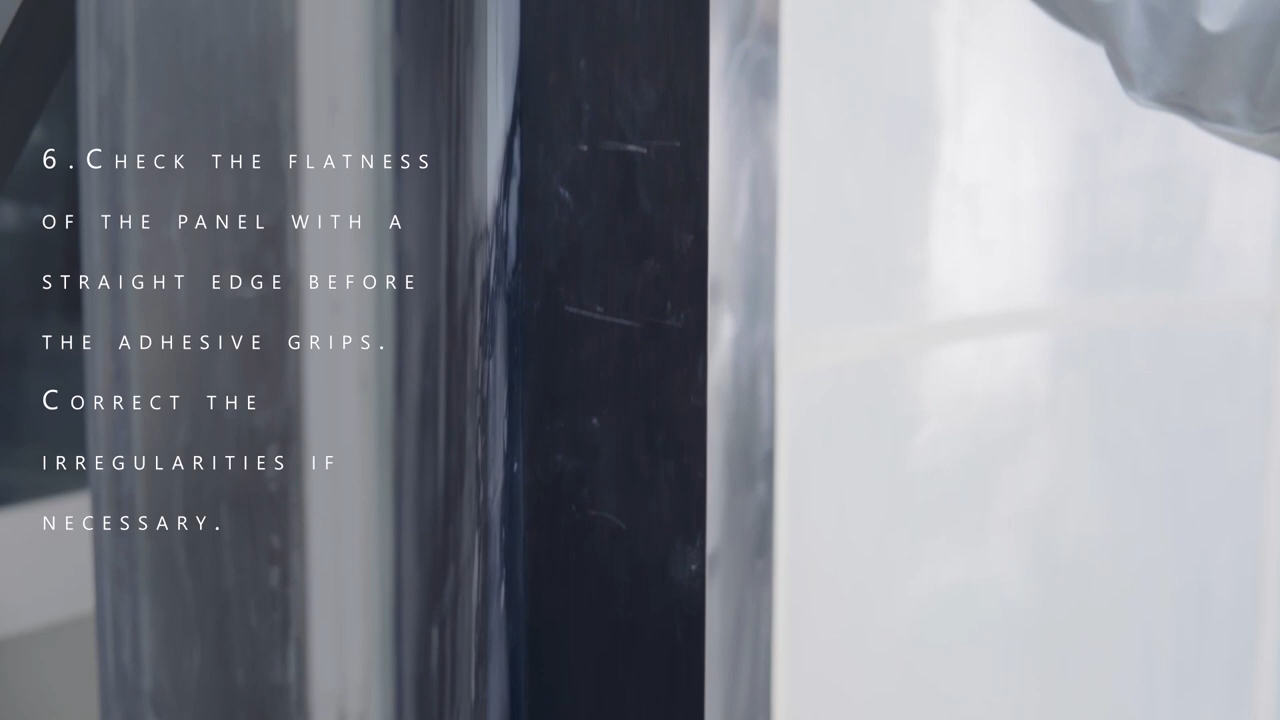 6.Check the flatness
of the panel with a
straight edge before
the adhesive grips.
Correct the
irregularities if
necessary.